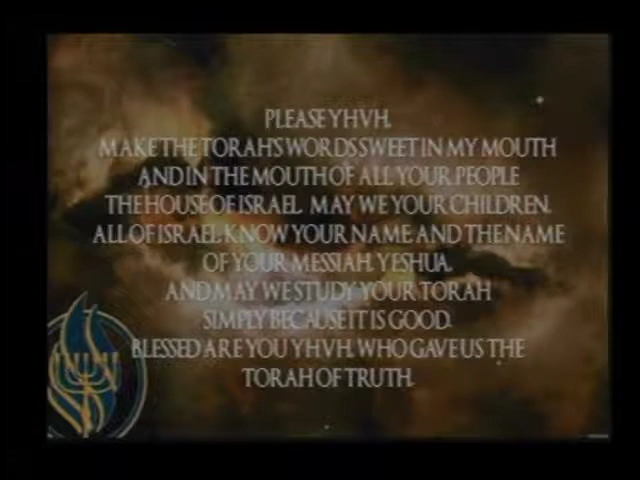 PLEASE YHVH.
MAKE THE TORAH'S WORDS SWEET IN MY MOUTH
AND IN THE MOUTH OF ALL YOUR PEOPLE
THE HOUSE OF ISRAEL. MAY WE YOUR CHILDREN.
ALL OF ISRAEL KNOW YOUR NAME AND THE NAME
OF YOUR MESSIAH. YESHUA.
AND MAY WE STUDY YOUR TORAH
SIMPLY BECAUSE IT IS GOOD.
BLESSED ARE YOU YHVH. WHO GAVE US THE
TORAH OF TRUTH.